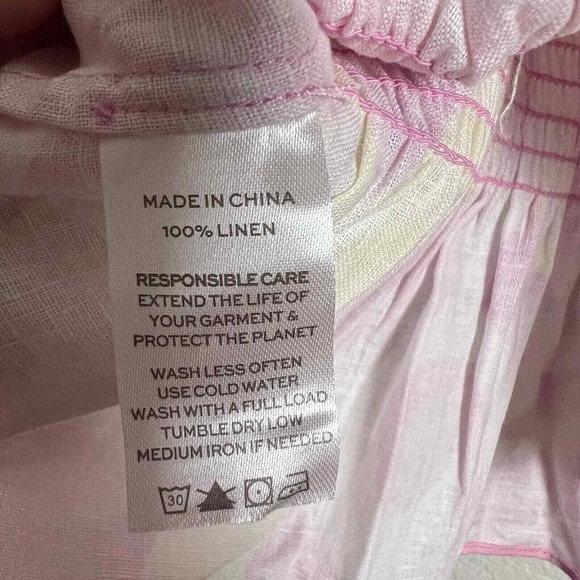 MADE IN CHINA
100% LINEN
RESPONSIBLE CARE
EXTEND THE LIFE OF
YOUR GARMENT &
PROTECT THE PLANET
WASH LESS OFTEN
USE COLD WATER
WASH WITH A FULL LOAD
TUMBLE DRY LOW
MEDIUM IRON IF NEEDED
30